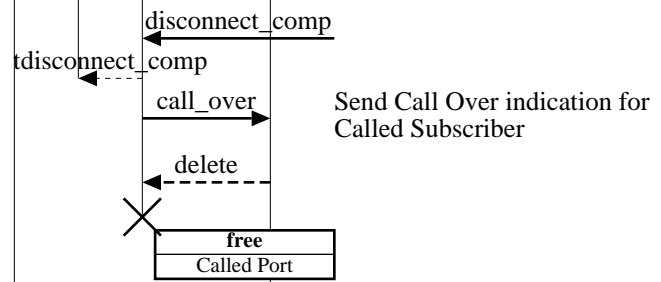 disconnect_comp
tdisconnect_comp
call_over
Send Call Over indication for
Called Subscriber
delete
free
Called Port